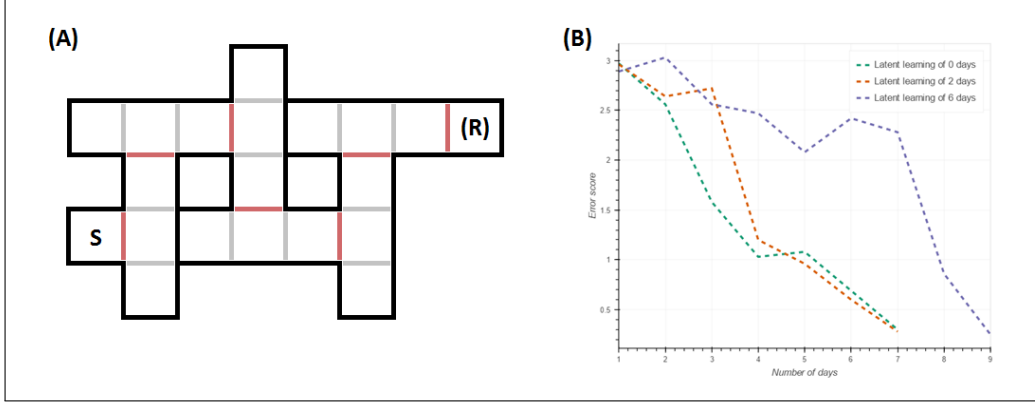 (A)
(R)
S
(B)
Latent learning of 0 days
Latent learning of 2 days
Latent learning of 6 days
Error score
3
2.5
2
1.5
1
0.5
1 2 3 4 5 6 7 8 9
Number of days